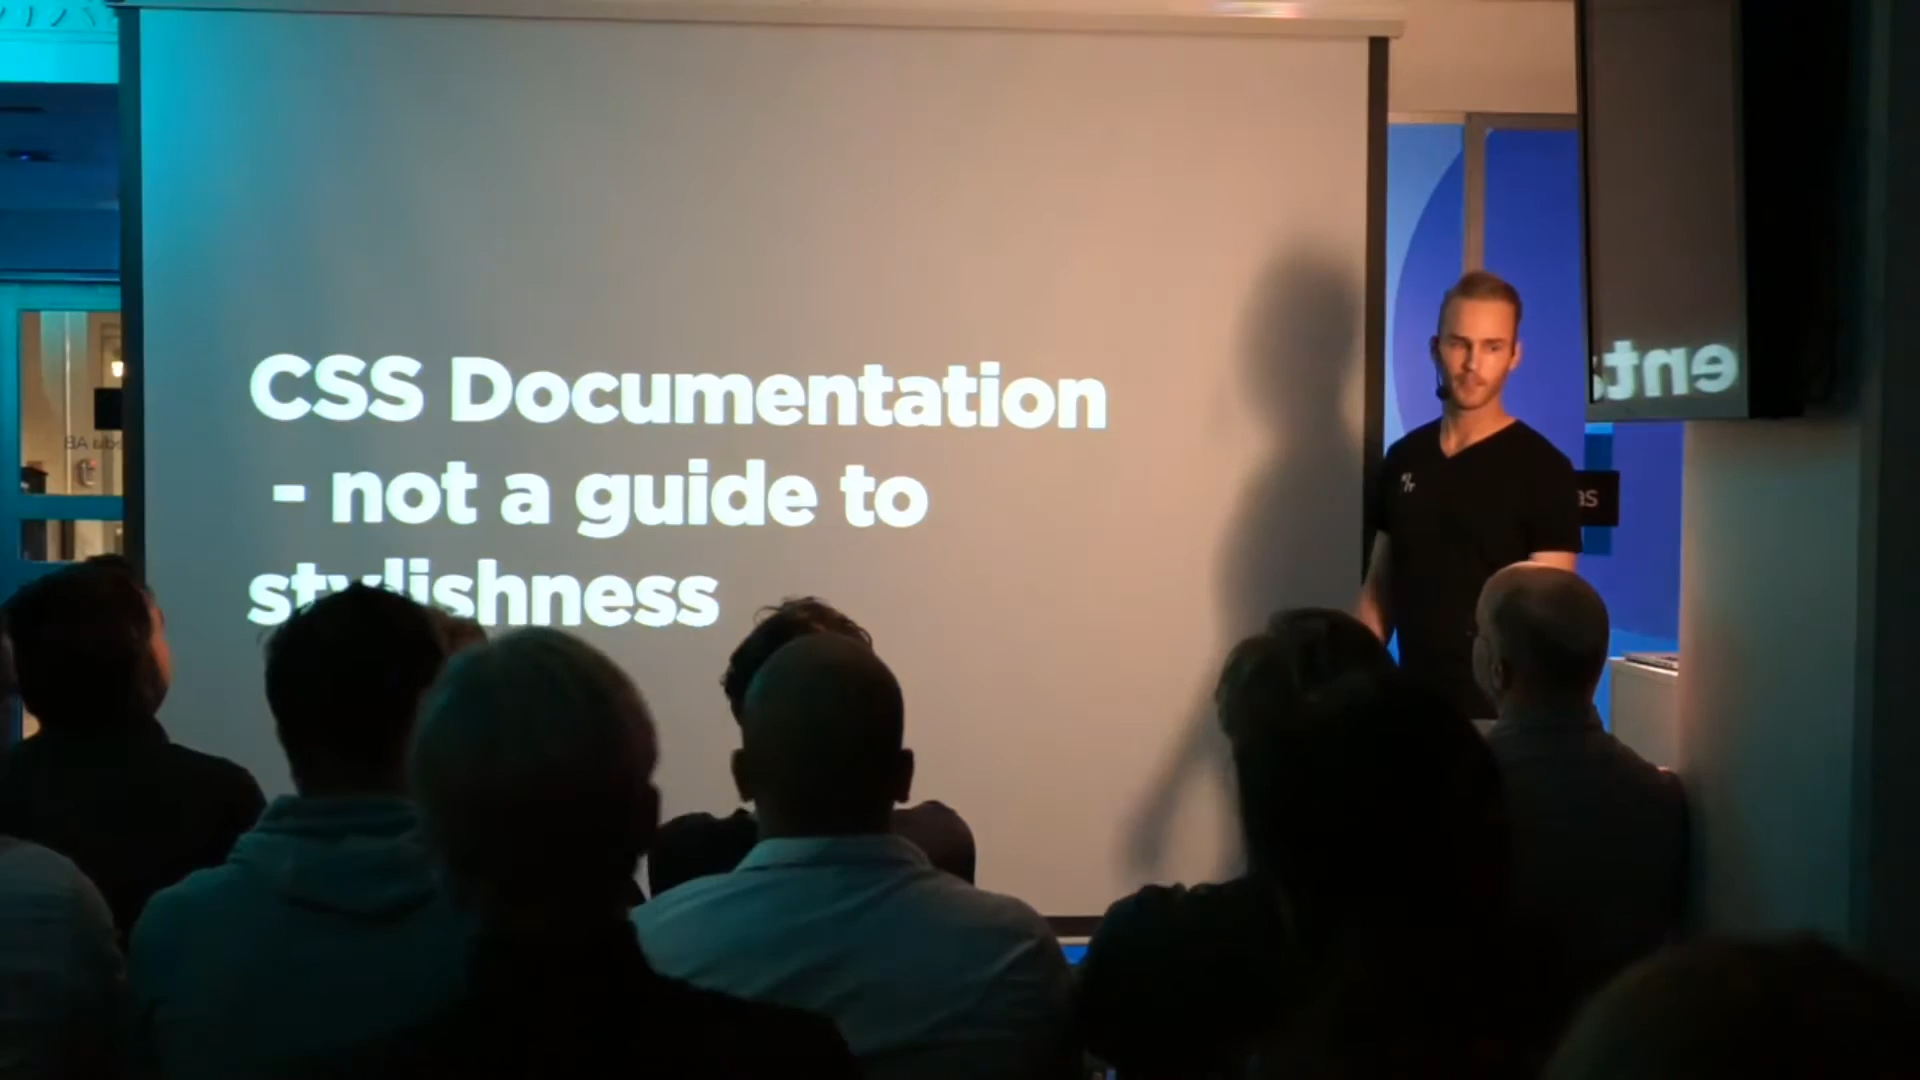 CSS Documentation
- not a guide to
stylishness